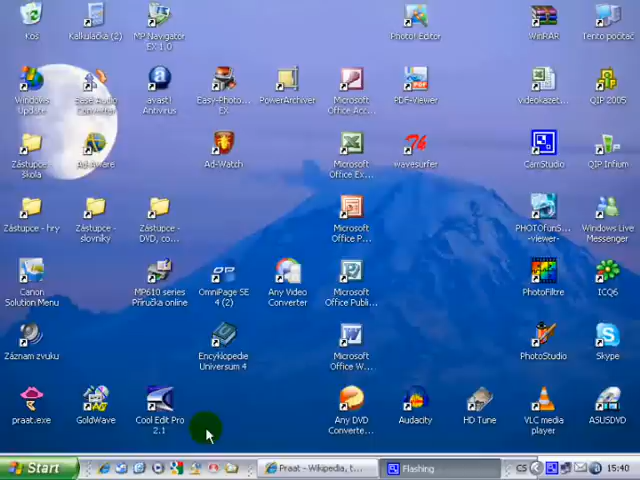 Koš
Kalkulačka (2)
MP Navigator
EX 1.0
Photo! Editor
WinRAR
Tento počítač
Windows
Update
Ease Audio
Converter
avast!
Antivirus
Easy-Photo...
EX
PowerArchiver
Microsoft
Office Acc...
PDF-Viewer
videokazet...
QIP 2005
Zástupce -
škola
Ad-Aware
Ad-Watch
Microsoft
Office Ex...
wavesurfer
CamStudio
QIP Infium
Zástupce - hry
Zástupce -
slovníky
Zástupce -
DVD, co...
Microsoft
Office P...
PHOTOfunS...
-viewer-
Windows Live
Messenger
Canon
Solution Menu
MP610 series
Příručka online
OmniPage SE
4 (2)
Any Video
Converter
Microsoft
Office Publi...
PhotoFiltre
ICQ6
Záznam zvuku
Encyklopedie
Universum 4
Microsoft
Office W...
PhotoStudio
Skype
praat.exe
GoldWave
Cool Edit Pro
2.1
Any DVD
Converte...
Audacity
HD Tune
VLC media
player
ASUSDVD
Start
Praat - Wikipedia, t...
Flashing
CS
15:40